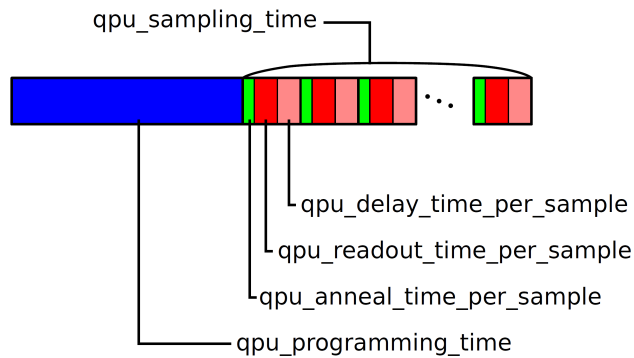 qpu_sampling_time
qpu_delay_time_per_sample
qpu_readout_time_per_sample
qpu_anneal_time_per_sample
qpu_programming_time